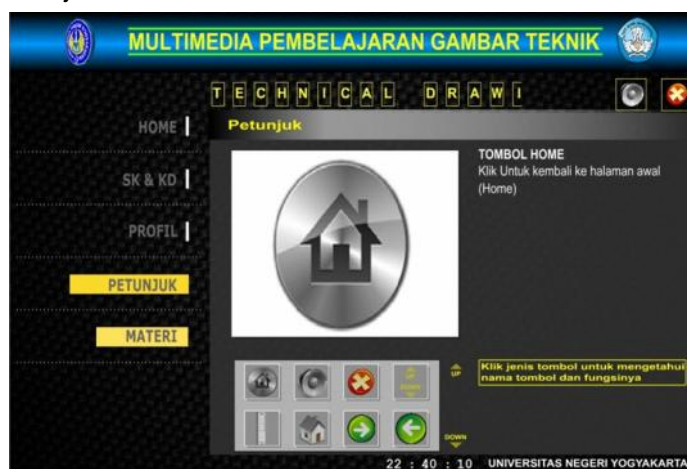 MULTIMEDIA PEMBELAJARAN GAMBAR TEKNIK
TECHNICAL DRAWI
HOME
SK & KD
PROFIL
PETUNJUK
MATERI
Petunjuk
TOMBOL HOME
Klik Untuk kembali ke halaman awal
(Home)
UP
DOWN
UP
DOWN
Klik jenis tombol untuk mengetahui
nama tombol dan fungsinya
22 : 40 : 10 UNIVERSITAS NEGERI YOGYAKARTA